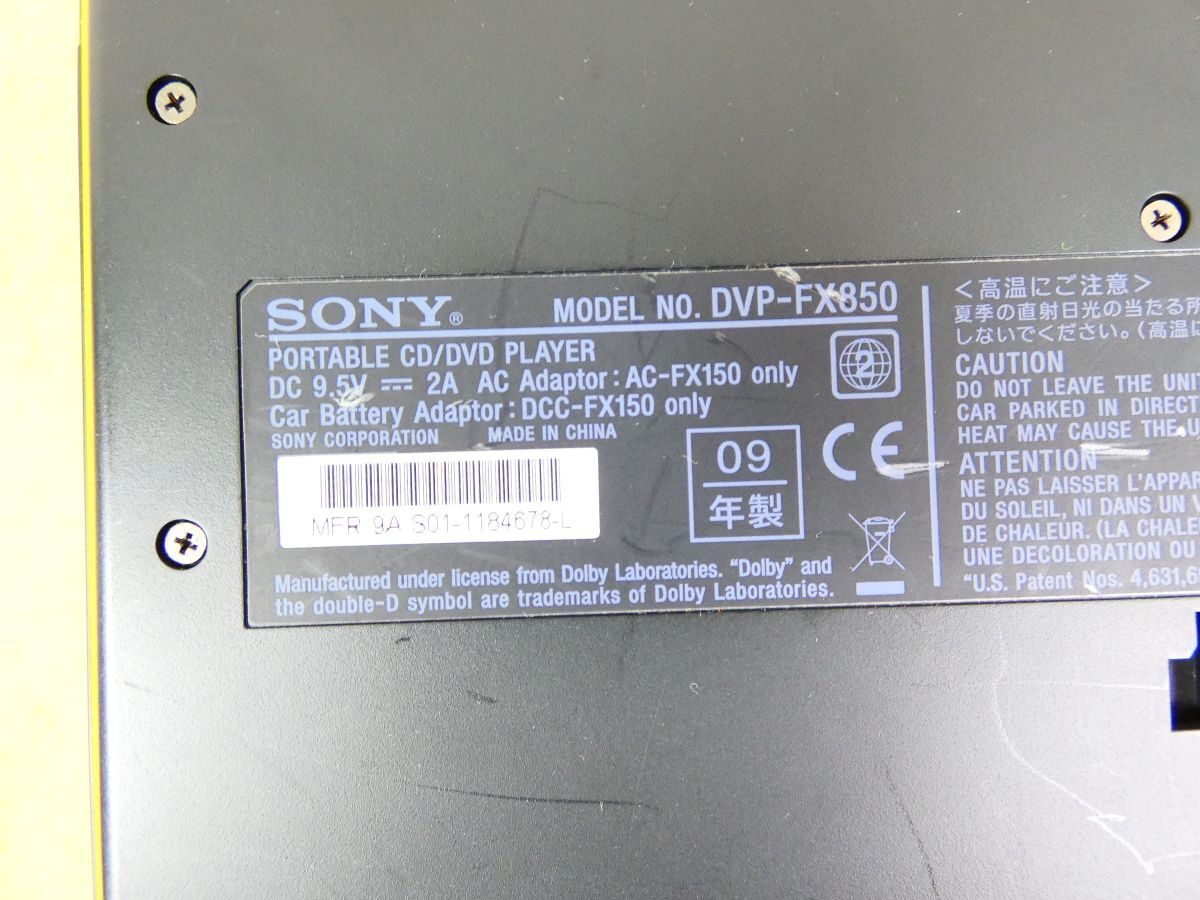 SONY® MODEL NO. DVP-FX850
PORTABLE CD/DVD PLAYER
DC 9.5V ⎓ 2A AC Adaptor : AC-FX150 only
Car Battery Adaptor : DCC-FX150 only
SONY CORPORATION MADE IN CHINA
2
MFR 9A S01-1184678-L
09
年製
CE
Manufactured under license from Dolby Laboratories. “Dolby” and
the double-D symbol are trademarks of Dolby Laboratories.
＜高温にご注意＞
夏季の直射日光の当たる所
しないでください。(高温に
CAUTION
DO NOT LEAVE THE UNI
CAR PARKED IN DIRECT
HEAT MAY CAUSE THE U
ATTENTION
NE PAS LAISSER L'APPAR
DU SOLEIL, NI DANS UN
DE CHALEUR. (LA CHALE
UNE DECOLORATION OU
“U.S. Patent Nos. 4,631,6